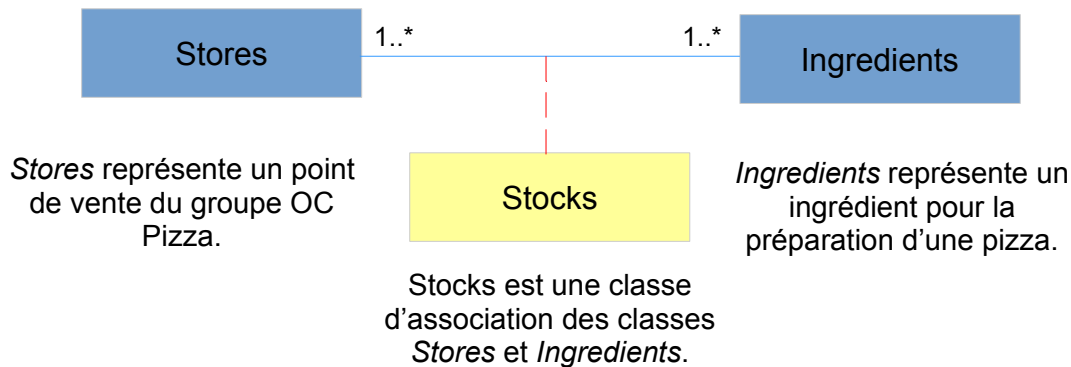 Stores
1..*
1..*
Ingredients
Stores représente un point
de vente du groupe OC
Pizza.
Stocks
Ingredients représente un
ingrédient pour la
préparation d’une pizza.
Stocks est une classe
d’association des classes
Stores et Ingredients.